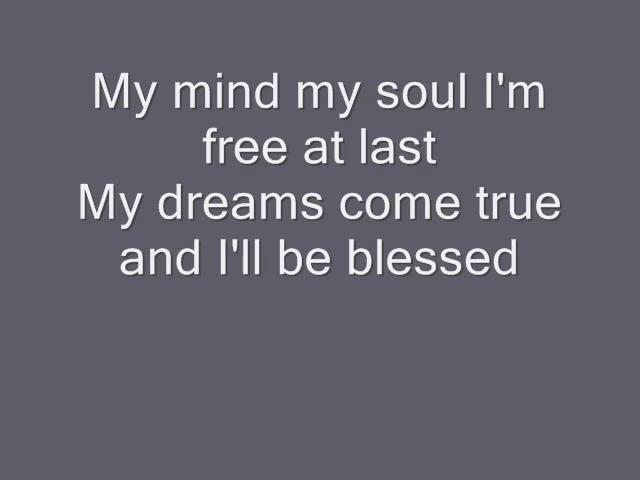 My mind my soul I'm
free at last
My dreams come true
and I'll be blessed